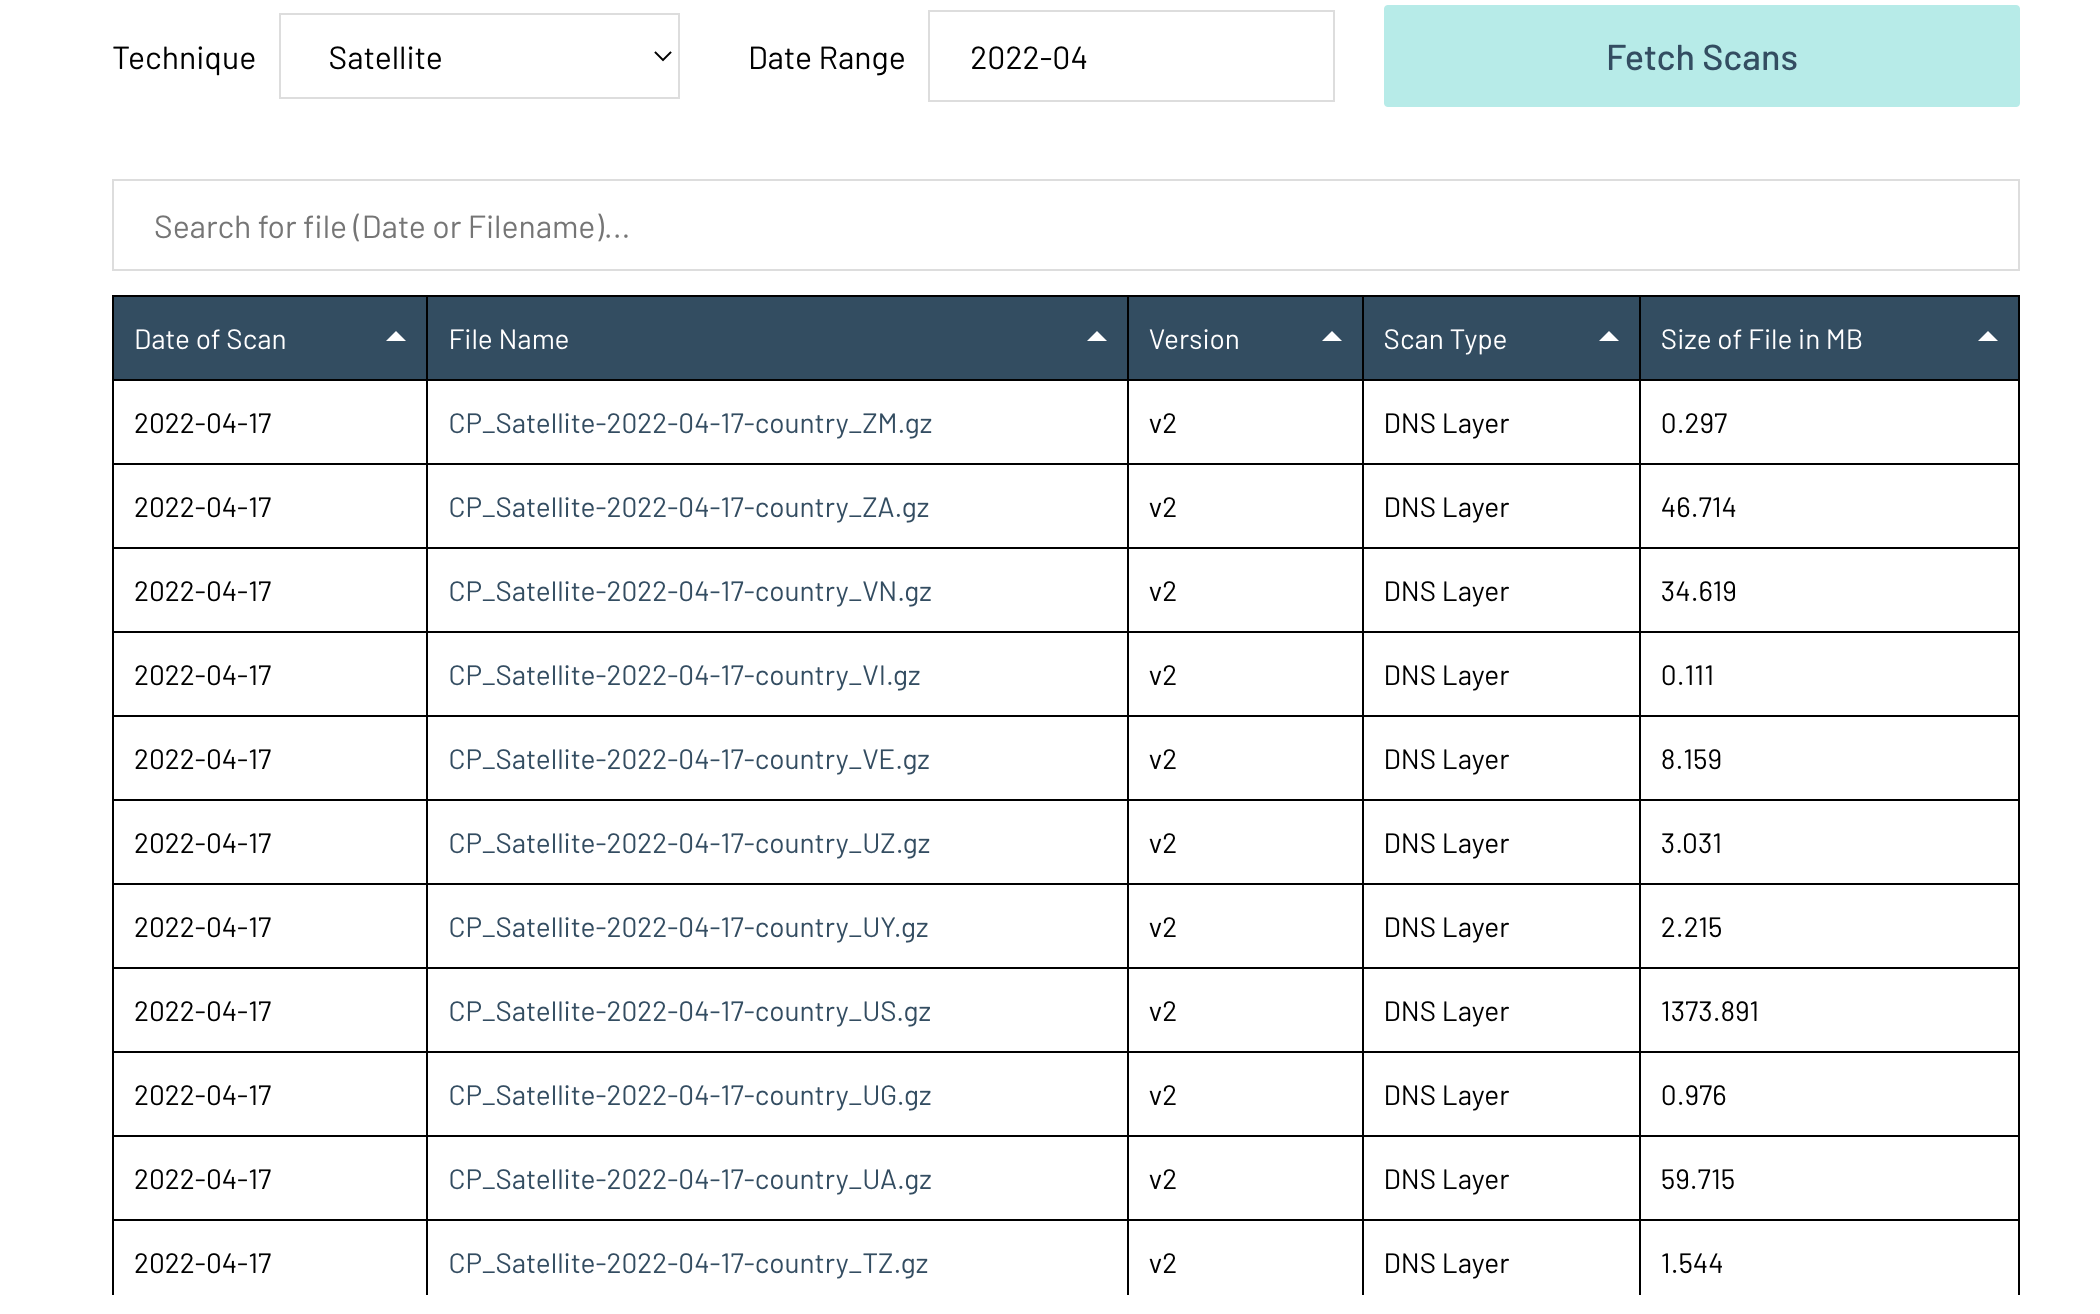 Technique Satellite Date Range 2022-04 Fetch Scans
Search for file (Date or Filename)...
Date of Scan File Name Version Scan Type Size of File in MB
2022-04-17 CP_Satellite-2022-04-17-country_ZM.gz v2 DNS Layer 0.297
2022-04-17 CP_Satellite-2022-04-17-country_ZA.gz v2 DNS Layer 46.714
2022-04-17 CP_Satellite-2022-04-17-country_VN.gz v2 DNS Layer 34.619
2022-04-17 CP_Satellite-2022-04-17-country_VI.gz v2 DNS Layer 0.111
2022-04-17 CP_Satellite-2022-04-17-country_VE.gz v2 DNS Layer 8.159
2022-04-17 CP_Satellite-2022-04-17-country_UZ.gz v2 DNS Layer 3.031
2022-04-17 CP_Satellite-2022-04-17-country_UY.gz v2 DNS Layer 2.215
2022-04-17 CP_Satellite-2022-04-17-country_US.gz v2 DNS Layer 1373.891
2022-04-17 CP_Satellite-2022-04-17-country_UG.gz v2 DNS Layer 0.976
2022-04-17 CP_Satellite-2022-04-17-country_UA.gz v2 DNS Layer 59.715
2022-04-17 CP_Satellite-2022-04-17-country_TZ.gz v2 DNS Layer 1.544